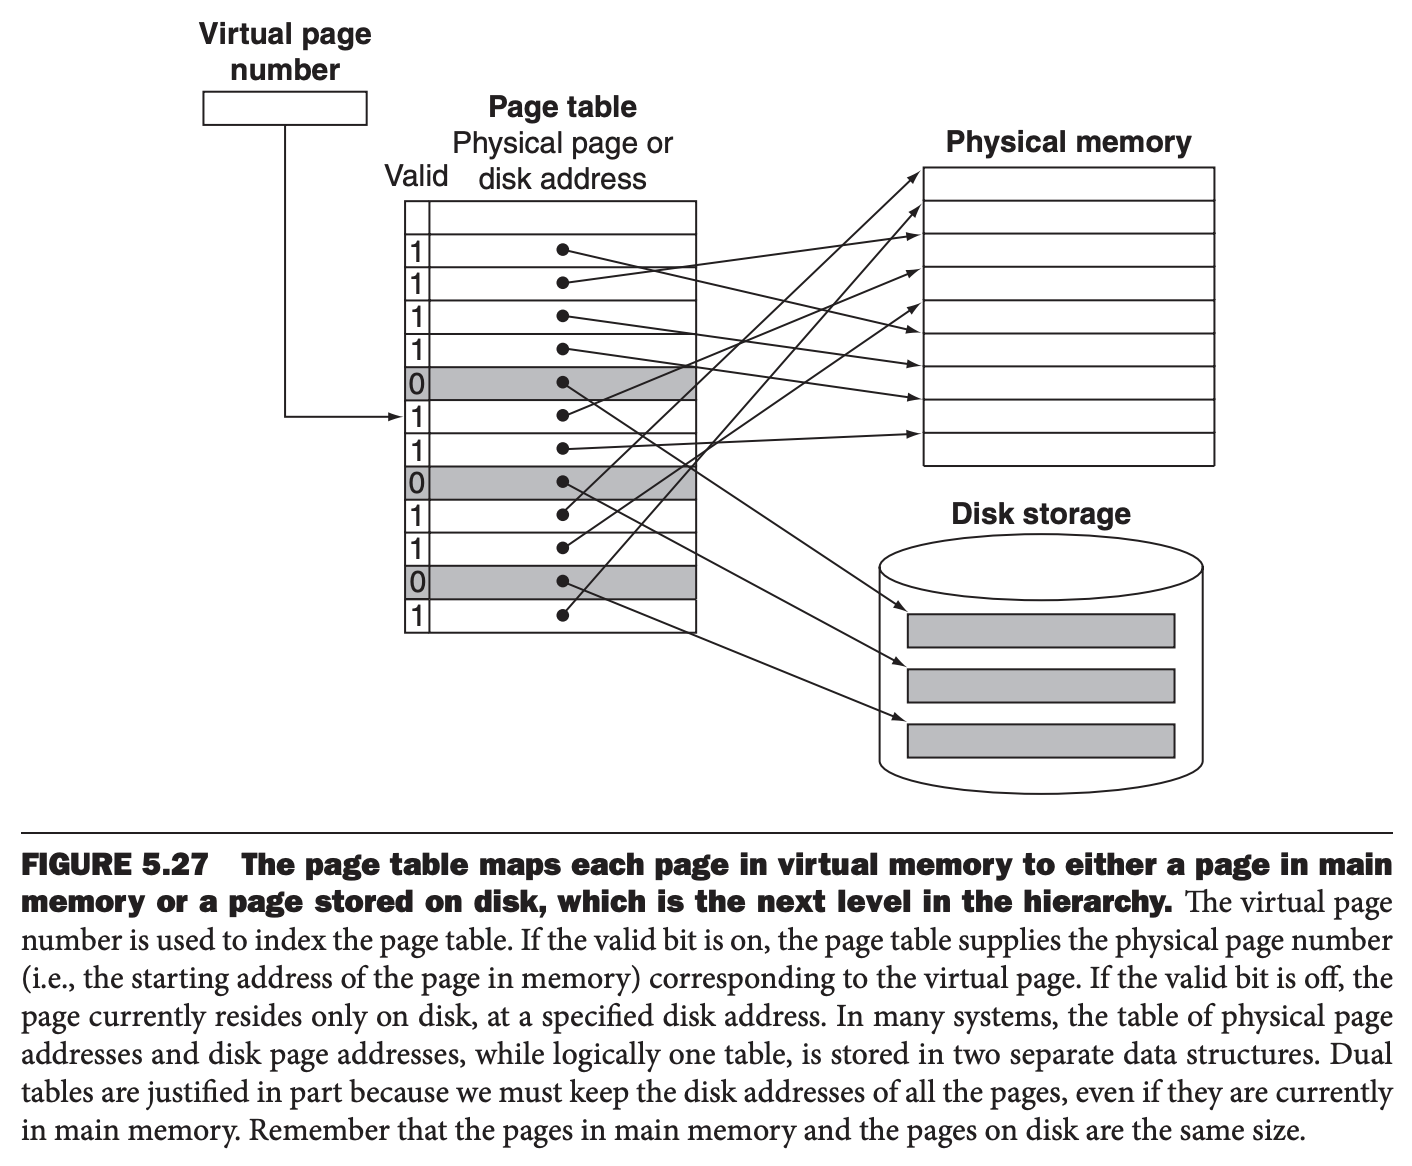 Virtual page
number
Page table
Physical page or
Valid disk address
Physical memory
1
1
1
1
0
1
1
0
1
1
0
1
Disk storage
FIGURE 5.27 The page table maps each page in virtual memory to either a page in main
memory or a page stored on disk, which is the next level in the hierarchy. The virtual page
number is used to index the page table. If the valid bit is on, the page table supplies the physical page number
(i.e., the starting address of the page in memory) corresponding to the virtual page. If the valid bit is off, the
page currently resides only on disk, at a specified disk address. In many systems, the table of physical page
addresses and disk page addresses, while logically one table, is stored in two separate data structures. Dual
tables are justified in part because we must keep the disk addresses of all the pages, even if they are currently
in main memory. Remember that the pages in main memory and the pages on disk are the same size.